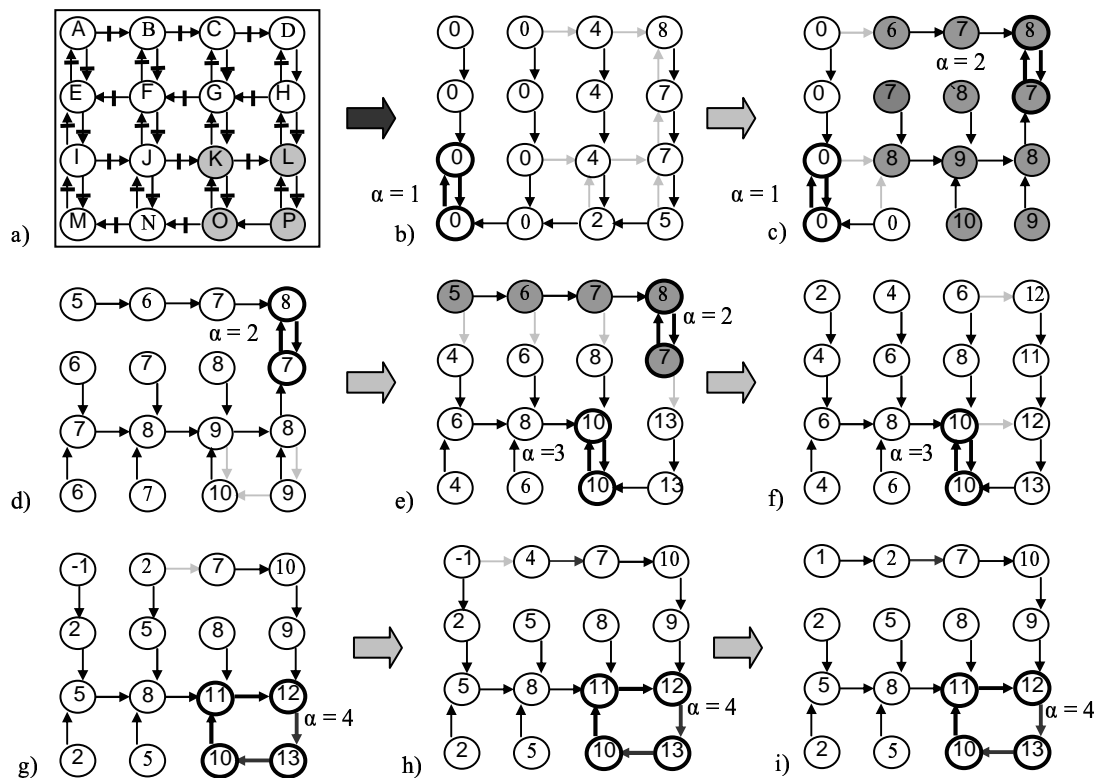 A B C D
E F G H
I J K L
M N O P
a)
0 0 4 8
0 0 4 7
0 0 4 7
α = 1
0 0 2 5
b)
0 6 7 8
α = 2
0 7 `8 7
0 8 9 8
α = 1
0 0 10 9
c)
5 6 7 8
α = 2
6 7 8 7
7 8 9 8
6 7 10 9
d)
5 6 7 8
α = 2
4 6 8 7
6 8 10 13
α =3
4 6 10 13
e)
2 4 6 12
4 6 8 11
6 8 10 12
α =3
4 6 10 13
f)
-1 2 7 10
2 5 8 9
5 8 11 12
α = 4
2 5 10 13
g)
-1 4 7 10
2 5 8 9
5 8 11 12
α = 4
2 5 10 13
h)
1 2 7 10
2 5 8 9
5 8 11 12
α = 4
2 5 10 13
i)